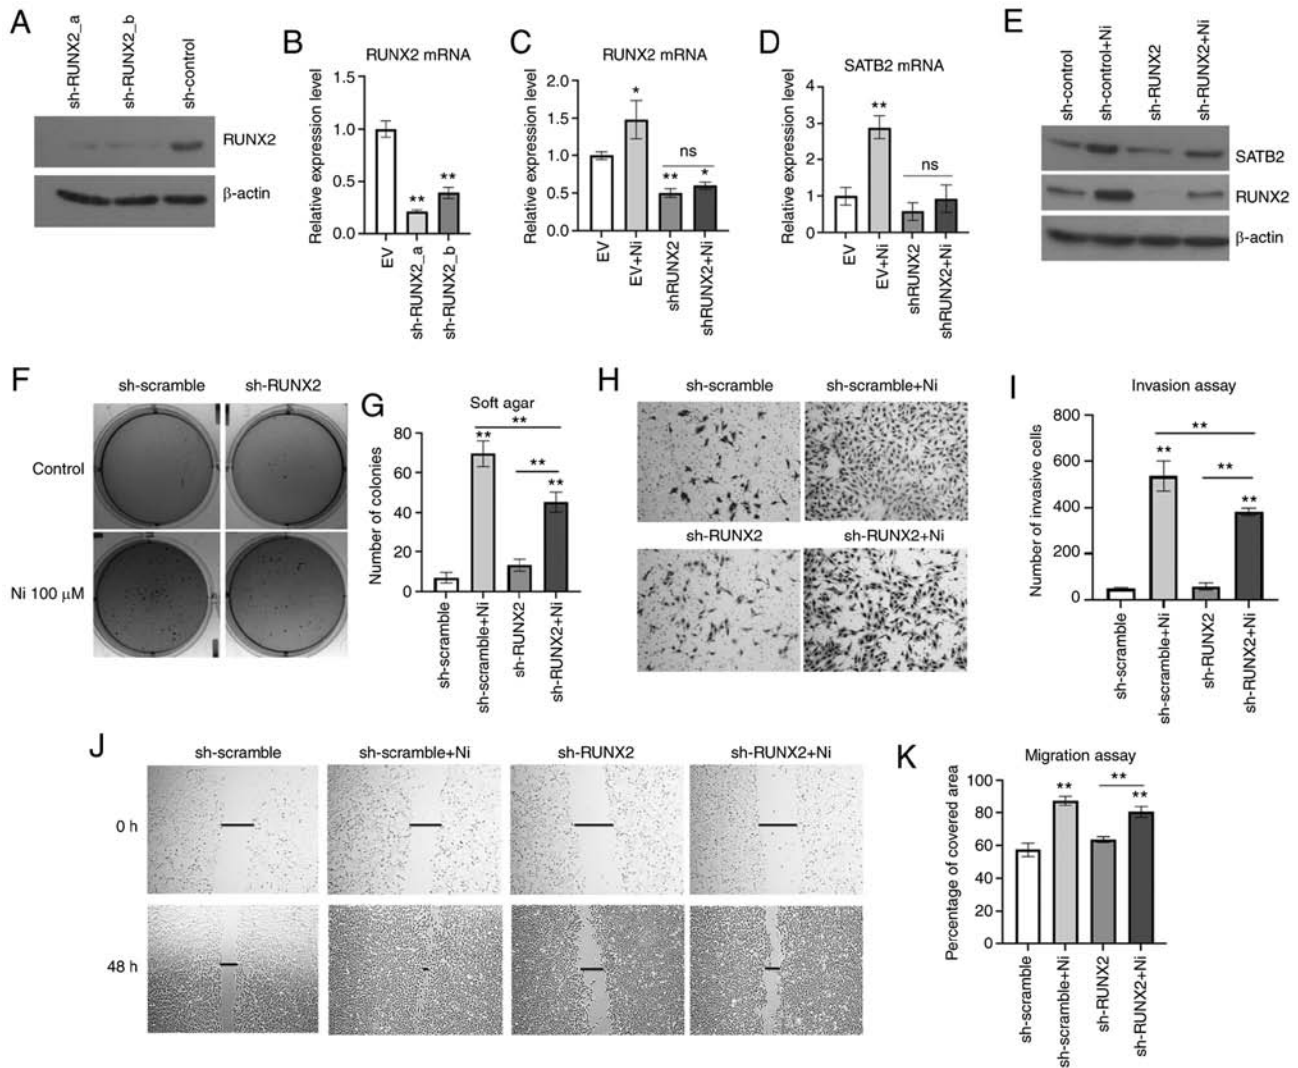 A
sh-RUNX2_a
sh-RUNX2_b
sh-control
RUNX2
β-actin
B
RUNX2 mRNA
Relative expression level
1.5
1.0
0.5
0.0
**
**
EV
sh-RUNX2_a
sh-RUNX2_b
C
RUNX2 mRNA
Relative expression level
2.0
1.5
1.0
0.5
0.0
*
ns
**
*
EV
EV+Ni
shRUNX2
shRUNX2+Ni
D
SATB2 mRNA
Relative expression level
4
3
2
1
0
**
ns
EV
EV+Ni
shRUNX2
shRUNX2+Ni
E
sh-control
sh-control+Ni
sh-RUNX2
sh-RUNX2+Ni
SATB2
RUNX2
β-actin
F
sh-scramble
sh-RUNX2
Control
Ni 100 μM
G
Soft agar
Number of colonies
80
60
40
20
0
**
**
**
**
sh-scramble
sh-scramble+Ni
sh-RUNX2
sh-RUNX2+Ni
H
sh-scramble
sh-scramble+Ni
sh-RUNX2
sh-RUNX2+Ni
I
Invasion assay
Number of invasive cells
800
600
400
200
0
**
**
**
**
sh-scramble
sh-scramble+Ni
sh-RUNX2
sh-RUNX2+Ni
J
sh-scramble
sh-scramble+Ni
sh-RUNX2
sh-RUNX2+Ni
0 h
48 h
K
Migration assay
Percentage of covered area
100
80
60
40
20
0
**
**
**
sh-scramble
sh-scramble+Ni
sh-RUNX2
sh-RUNX2+Ni